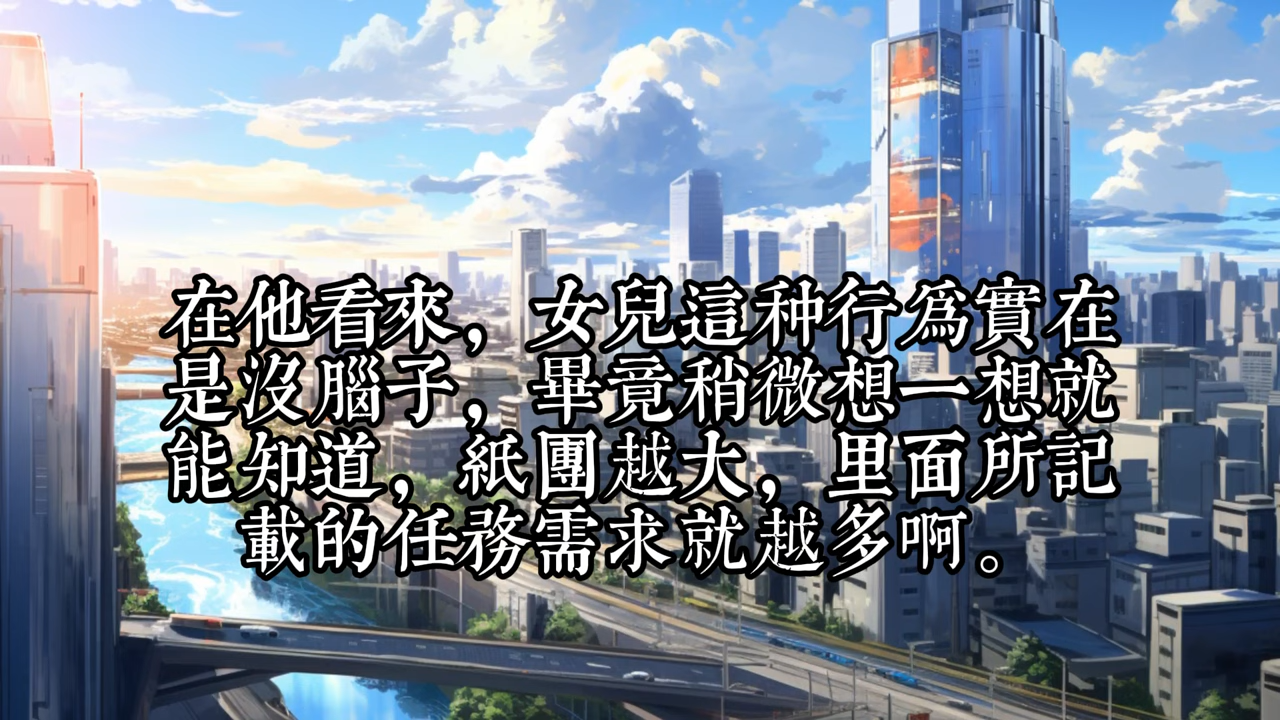 在他看來，女兒這种行爲實在
是沒腦子，畢竟稍微想一想就
能知道，紙團越大，里面所記
載的任務需求就越多啊。